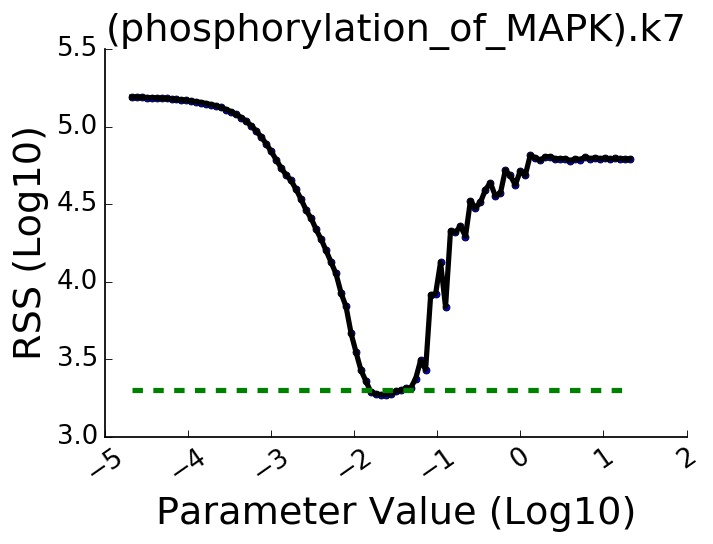 (phosphorylation_of_MAPK).k7
5.5
5.0
4.5
4.0
3.5
3.0
RSS (Log10)
−5 −4 −3 −2 −1 0 1 2
Parameter Value (Log10)